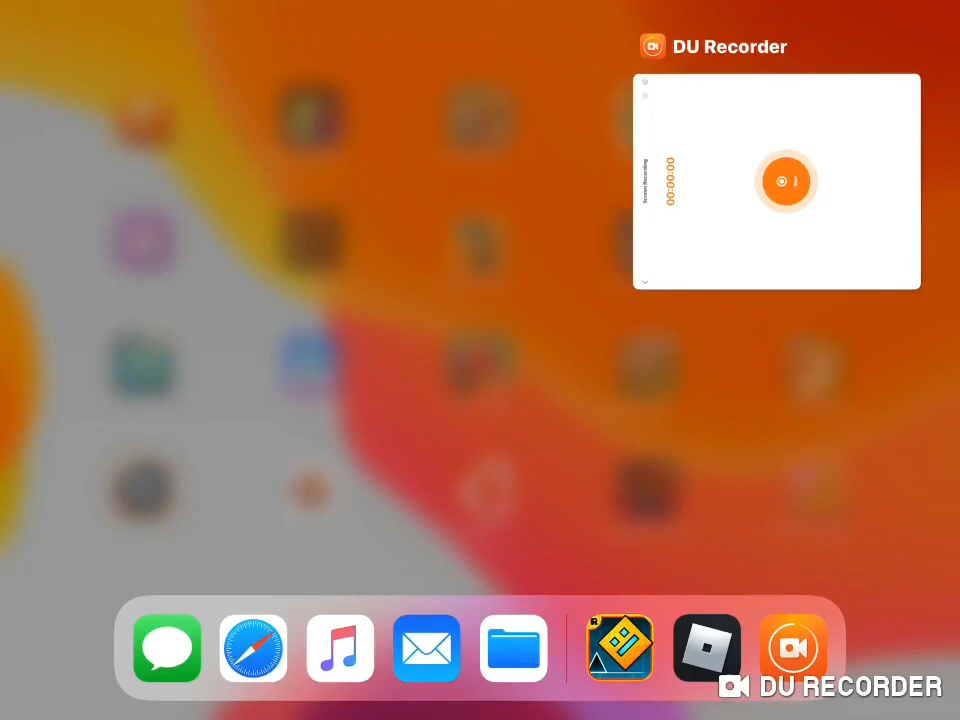 DU Recorder
Screen Recording
00:00:00
R
DU RECORDER